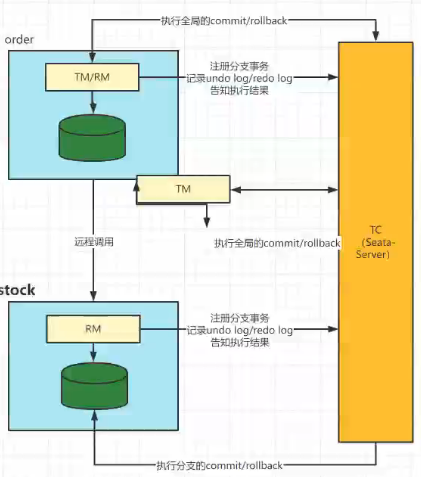 执行全局的commit/rollback
order
TM/RM
注册分支事务
记录undo log/redo log
告知执行结果
TM
TC
（Seata-
Server）
远程调用
执行全局的commit/rollback
stock
RM
注册分支事务
记录undo log/redo log
告知执行结果
执行分支的commit/rollback